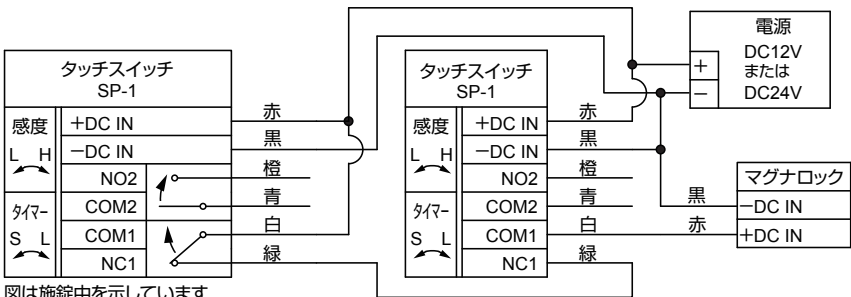 タッチスイッチ
SP-1
感度
L H
タイマー
S L
+DC IN
−DC IN
NO2
COM2
COM1
NC1
赤
黒
橙
青
白
緑
タッチスイッチ
SP-1
感度
L H
タイマー
S L
+DC IN
−DC IN
NO2
COM2
COM1
NC1
赤
黒
橙
青
白
緑
電源
DC12V
または
DC24V
+
−
マグナロック
黒
−DC IN
赤
+DC IN
図は施錠中を示しています